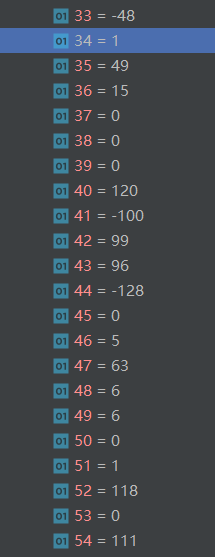 01 33 = -48
01 34 = 1
01 35 = 49
01 36 = 15
01 37 = 0
01 38 = 0
01 39 = 0
01 40 = 120
01 41 = -100
01 42 = 99
01 43 = 96
01 44 = -128
01 45 = 0
01 46 = 5
01 47 = 63
01 48 = 6
01 49 = 6
01 50 = 0
01 51 = 1
01 52 = 118
01 53 = 0
01 54 = 111